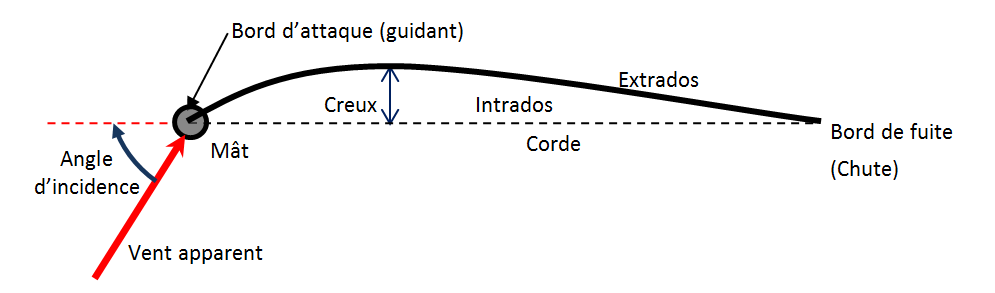 Bord d’attaque (guidant)
Extrados
Creux
Intrados
Corde
Bord de fuite
(Chute)
Mât
Angle
d’incidence
Vent apparent